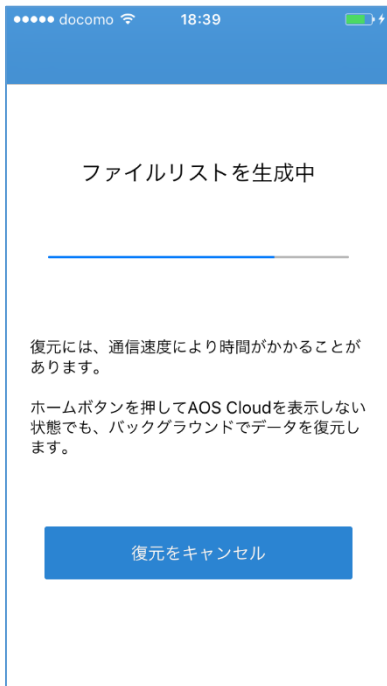 docomo 18:39
ファイルリストを生成中
復元には、通信速度により時間がかかることが
あります。
ホームボタンを押してAOS Cloudを表示しない
状態でも、バックグラウンドでデータを復元し
ます。
復元をキャンセル